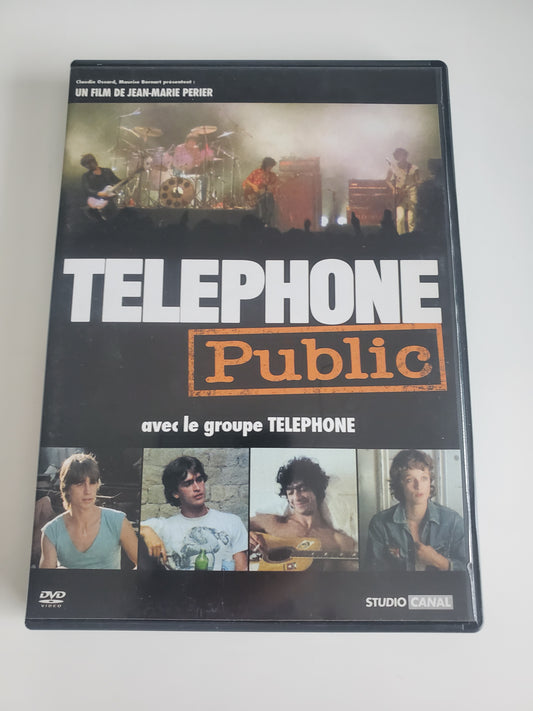 Claudie Ossard, Maurice Bernart présentent :
UN FILM DE JEAN-MARIE PERIER
TELEPHONE
Public
avec le groupe TELEPHONE
DVD
VIDEO
STUDIO CANAL